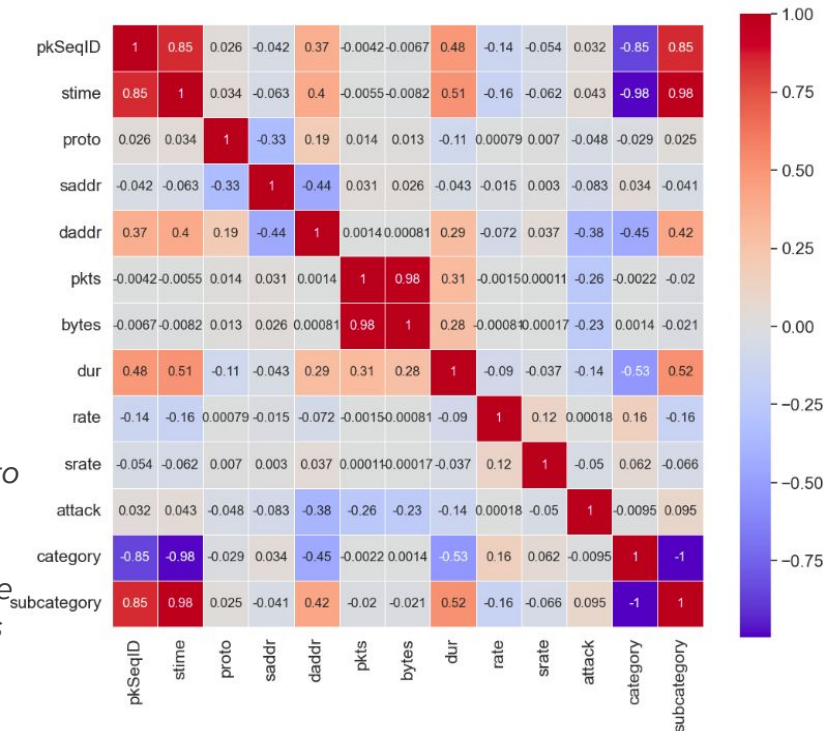 1.00
pkSeqID 1 0.85 0.026 -0.042 0.37 -0.0042 -0.0067 0.48 -0.14 -0.054 0.032 -0.85 0.85
stime 0.85 1 0.034 -0.063 0.4 -0.0055 -0.0082 0.51 -0.16 -0.062 0.043 -0.98 0.98
0.75
proto 0.026 0.034 1 -0.33 0.19 0.014 0.013 -0.11 0.00079 0.007 -0.048 -0.029 0.025
saddr -0.042 -0.063 -0.33 1 -0.44 0.031 0.026 -0.043 -0.015 0.003 -0.083 0.034 -0.041
0.50
daddr 0.37 0.4 0.19 -0.44 1 0.0014 0.00081 0.29 -0.072 0.037 -0.38 -0.45 0.42
0.25
pkts -0.0042 -0.0055 0.014 0.031 0.0014 1 0.98 0.31 -0.0015 0.00011 -0.26 -0.0022 -0.02
bytes -0.0067 -0.0082 0.013 0.026 0.00081 0.98 1 0.28 -0.00081 0.00017 -0.23 0.0014 -0.021
0.00
dur 0.48 0.51 -0.11 -0.043 0.29 0.31 0.28 1 -0.09 -0.037 -0.14 -0.53 0.52
-0.25
rate -0.14 -0.16 0.00079 -0.015 -0.072 -0.0015 -0.00081 -0.09 1 0.12 0.00018 0.16 -0.16
ro
srate -0.054 -0.062 0.007 0.003 0.037 0.00011 -0.00017 -0.037 0.12 1 -0.05 0.062 -0.066
-0.50
attack 0.032 0.043 -0.048 -0.083 -0.38 -0.26 -0.23 -0.14 0.00018 -0.05 1 -0.0095 0.095
category -0.85 -0.98 -0.029 0.034 -0.45 -0.0022 0.0014 -0.53 0.16 0.062 -0.0095 1 -1
-0.75
e
subcategory 0.85 0.98 0.025 -0.041 0.42 -0.02 -0.021 0.52 -0.16 -0.066 0.095 -1 1
pkSeqID stime proto saddr daddr pkts bytes dur rate srate attack category subcategory